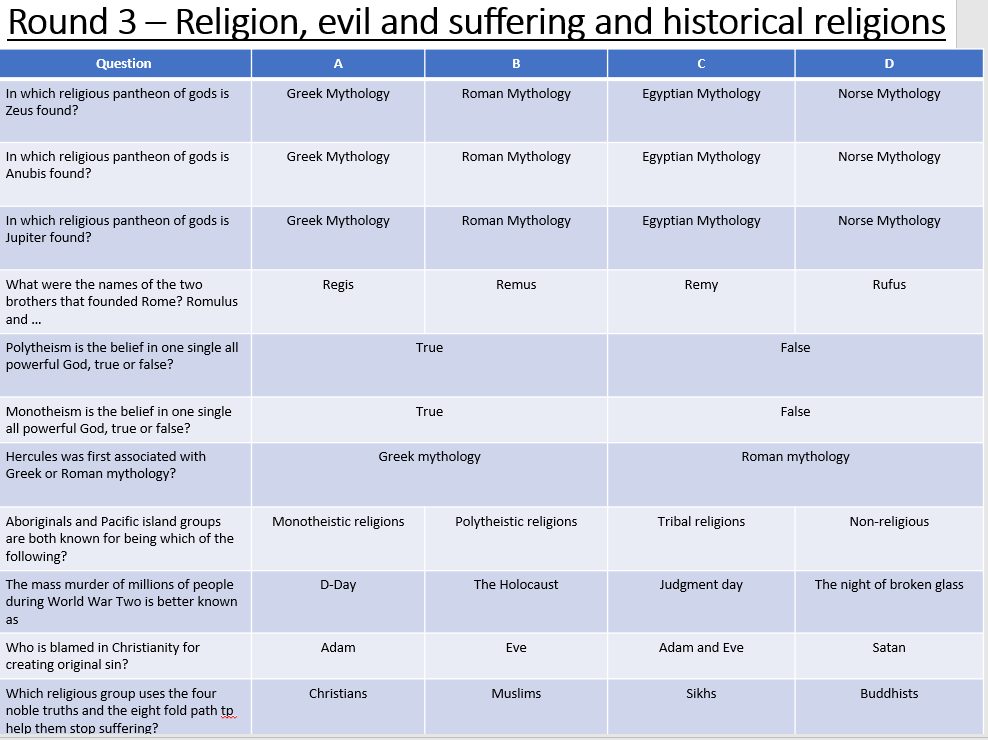 Round 3 – Religion, evil and suffering and historical religions
Question A B C D
In which religious pantheon of gods is Greek Mythology Roman Mythology Egyptian Mythology Norse Mythology
Zeus found?
In which religious pantheon of gods is Greek Mythology Roman Mythology Egyptian Mythology Norse Mythology
Anubis found?
In which religious pantheon of gods is Greek Mythology Roman Mythology Egyptian Mythology Norse Mythology
Jupiter found?
What were the names of the two Regis Remus Remy Rufus
brothers that founded Rome? Romulus
and ...
Polytheism is the belief in one single all True False
powerful God, true or false?
Monotheism is the belief in one single True False
all powerful God, true or false?
Hercules was first associated with Greek mythology Roman mythology
Greek or Roman mythology?
Aboriginals and Pacific island groups Monotheistic religions Polytheistic religions Tribal religions Non-religious
are both known for being which of the
following?
The mass murder of millions of people D-Day The Holocaust Judgment day The night of broken glass
during World War Two is better known
as
Who is blamed in Christianity for Adam Eve Adam and Eve Satan
creating original sin?
Which religious group uses the four Christians Muslims Sikhs Buddhists
noble truths and the eight fold path tp
help them stop suffering?